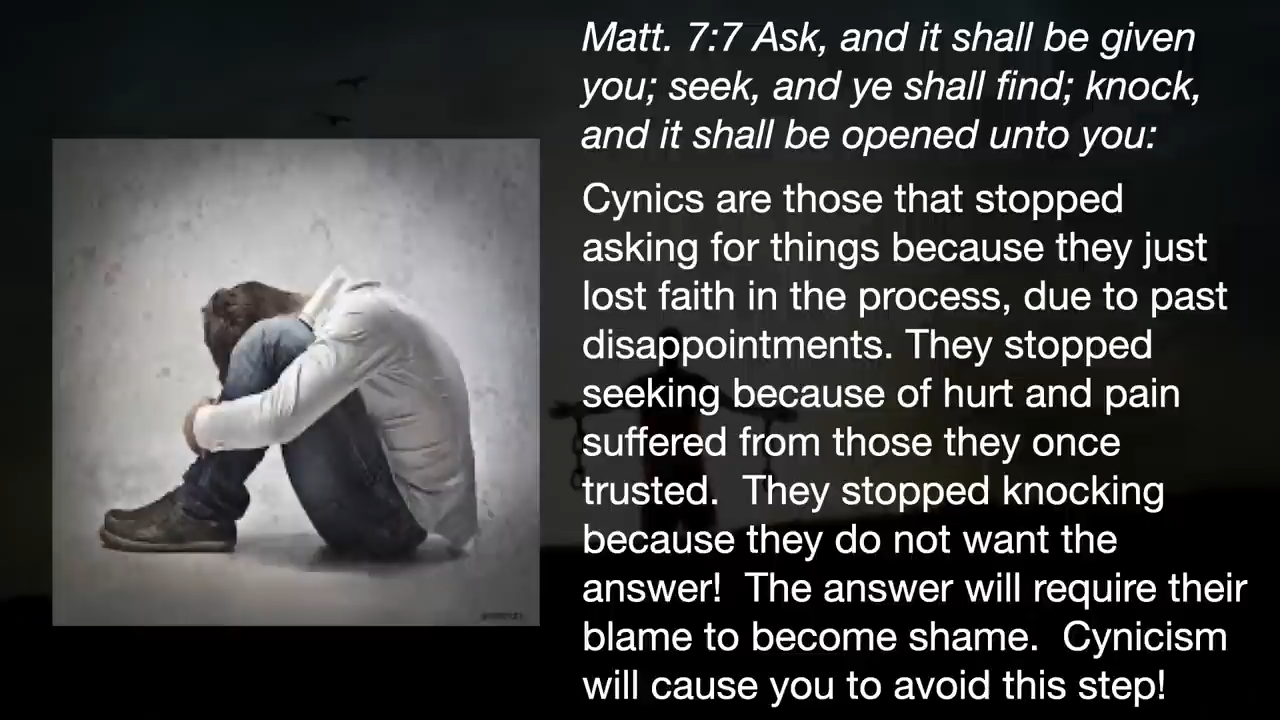 Matt. 7:7 Ask, and it shall be given
you; seek, and ye shall find; knock,
and it shall be opened unto you:
Cynics are those that stopped
asking for things because they just
lost faith in the process, due to past
disappointments. They stopped
seeking because of hurt and pain
suffered from those they once
trusted.  They stopped knocking
because they do not want the
answer!  The answer will require their
blame to become shame.  Cynicism
will cause you to avoid this step!